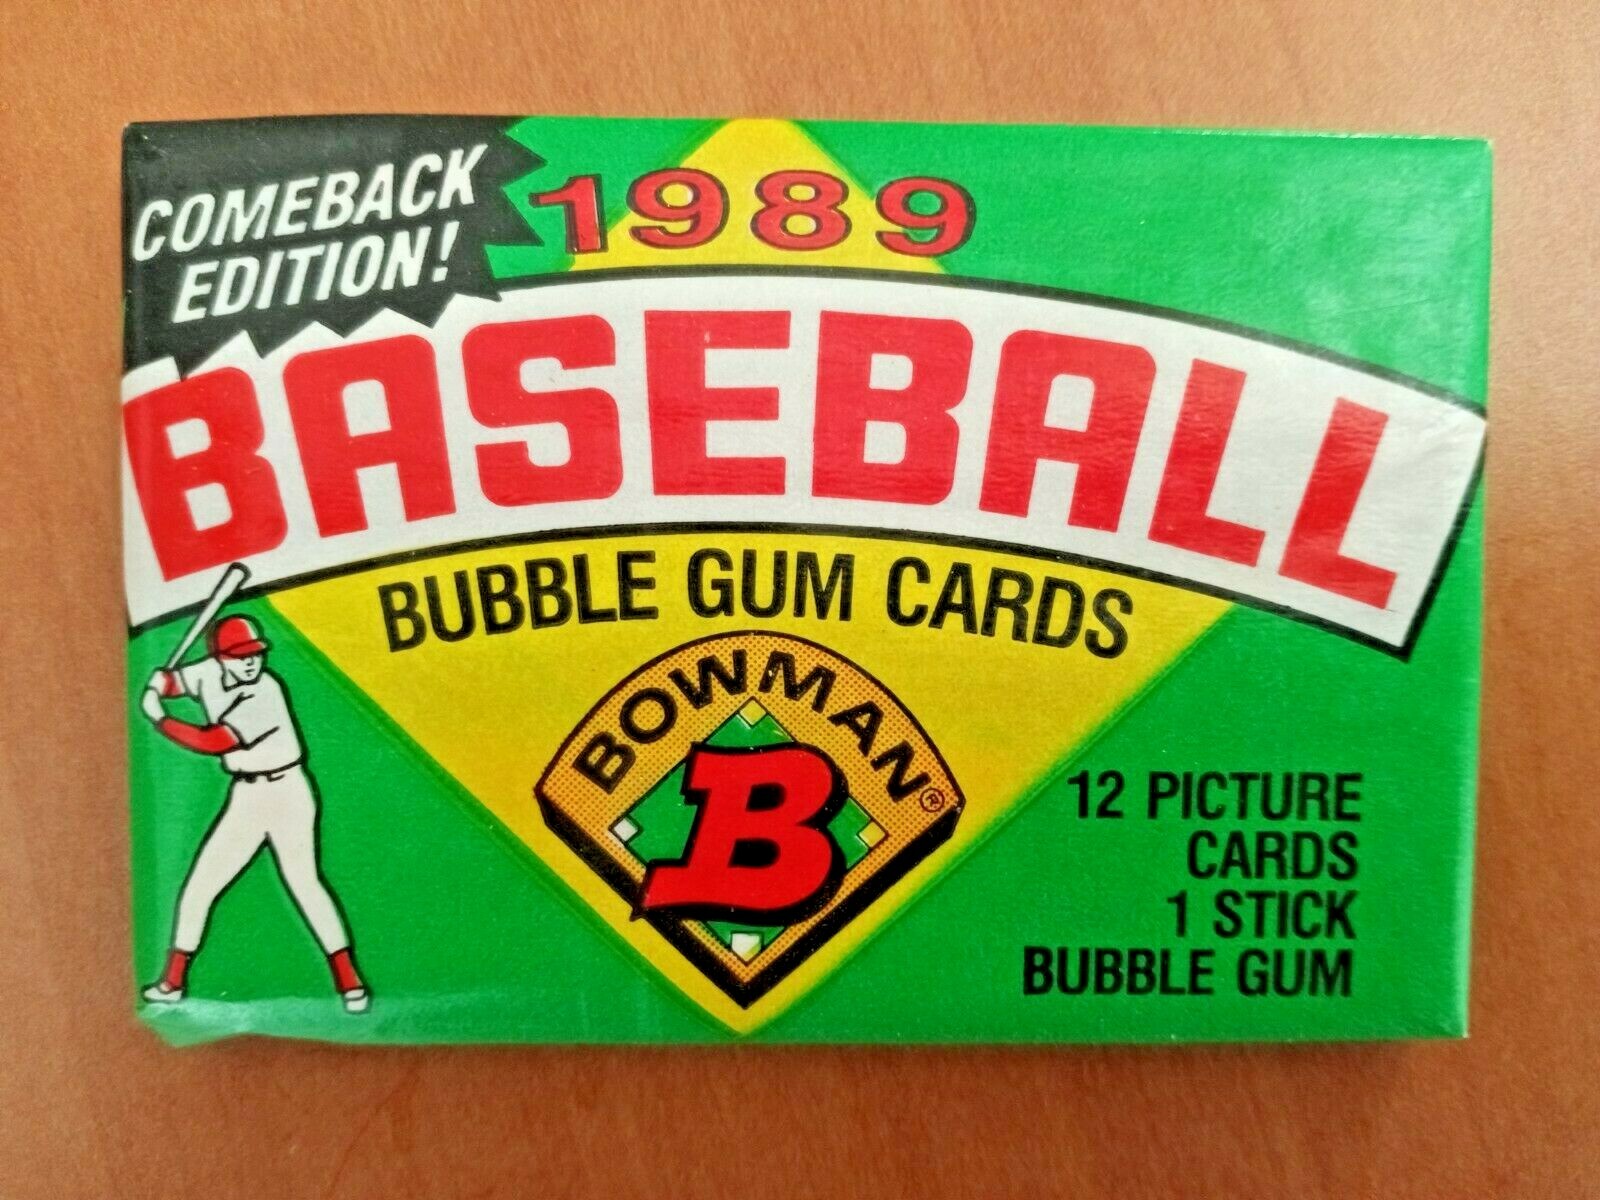 COMEBACK
EDITION!
1989
BASEBALL
BUBBLE GUM CARDS
BOWMAN®
B
12 PICTURE
CARDS
1 STICK
BUBBLE GUM